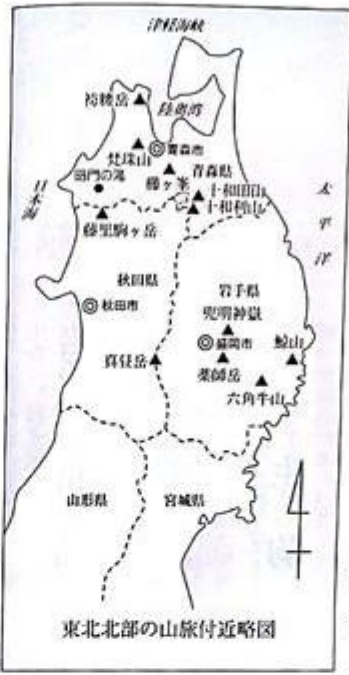 津軽海峡
陸奥湾
袴腰岳
梵珠山
青森市
青森県
櫛ヶ峯
日本海
田門の湯
十和田山
十和利山
太平洋
藤里駒ヶ岳
秋田県
秋田市
岩手県
兜明神嶽
盛岡市
鯨山
真昼岳
薬師岳
六角牛山
山形県
宮城県
東北北部の山旅付近略図